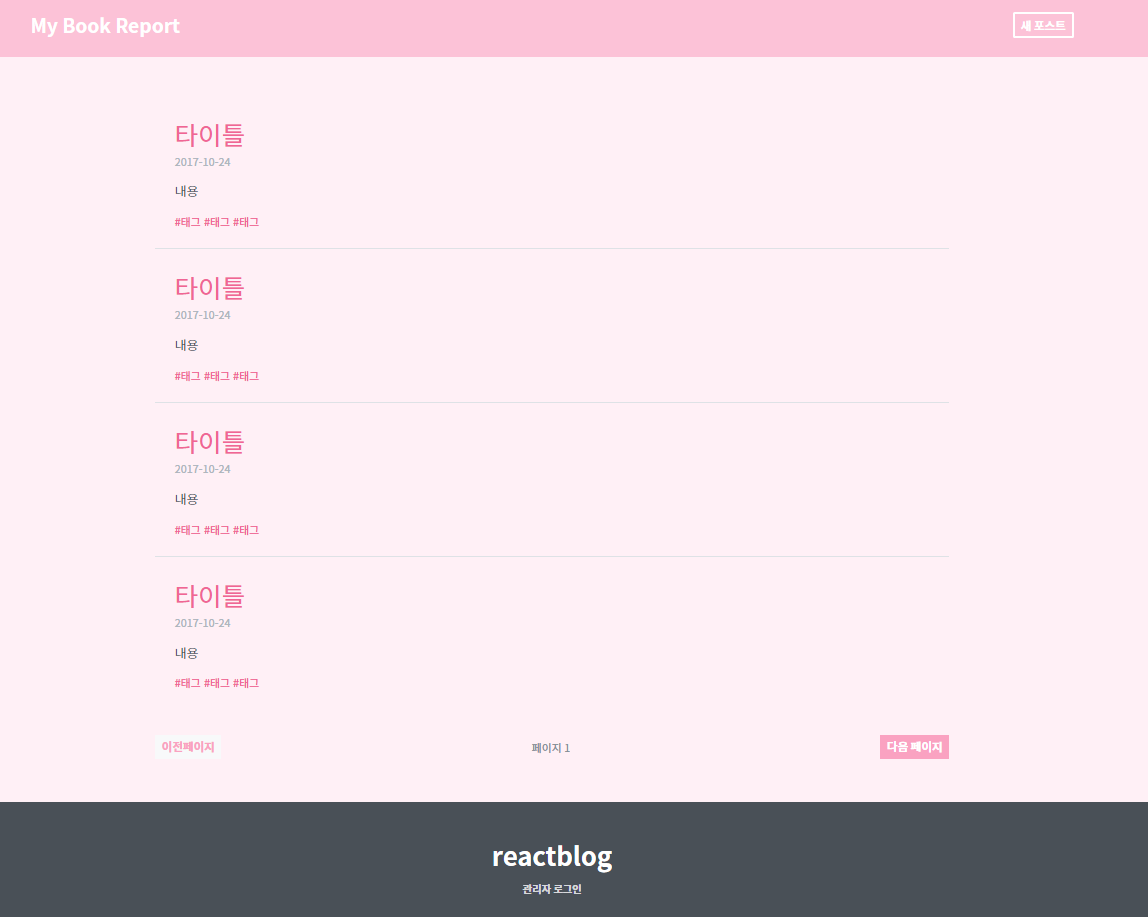 My Book Report
새 포스트
타이틀
2017-10-24
내용
#태그 #태그 #태그
타이틀
2017-10-24
내용
#태그 #태그 #태그
타이틀
2017-10-24
내용
#태그 #태그 #태그
타이틀
2017-10-24
내용
#태그 #태그 #태그
이전페이지
페이지 1
다음 페이지
reactblog
관리자 로그인